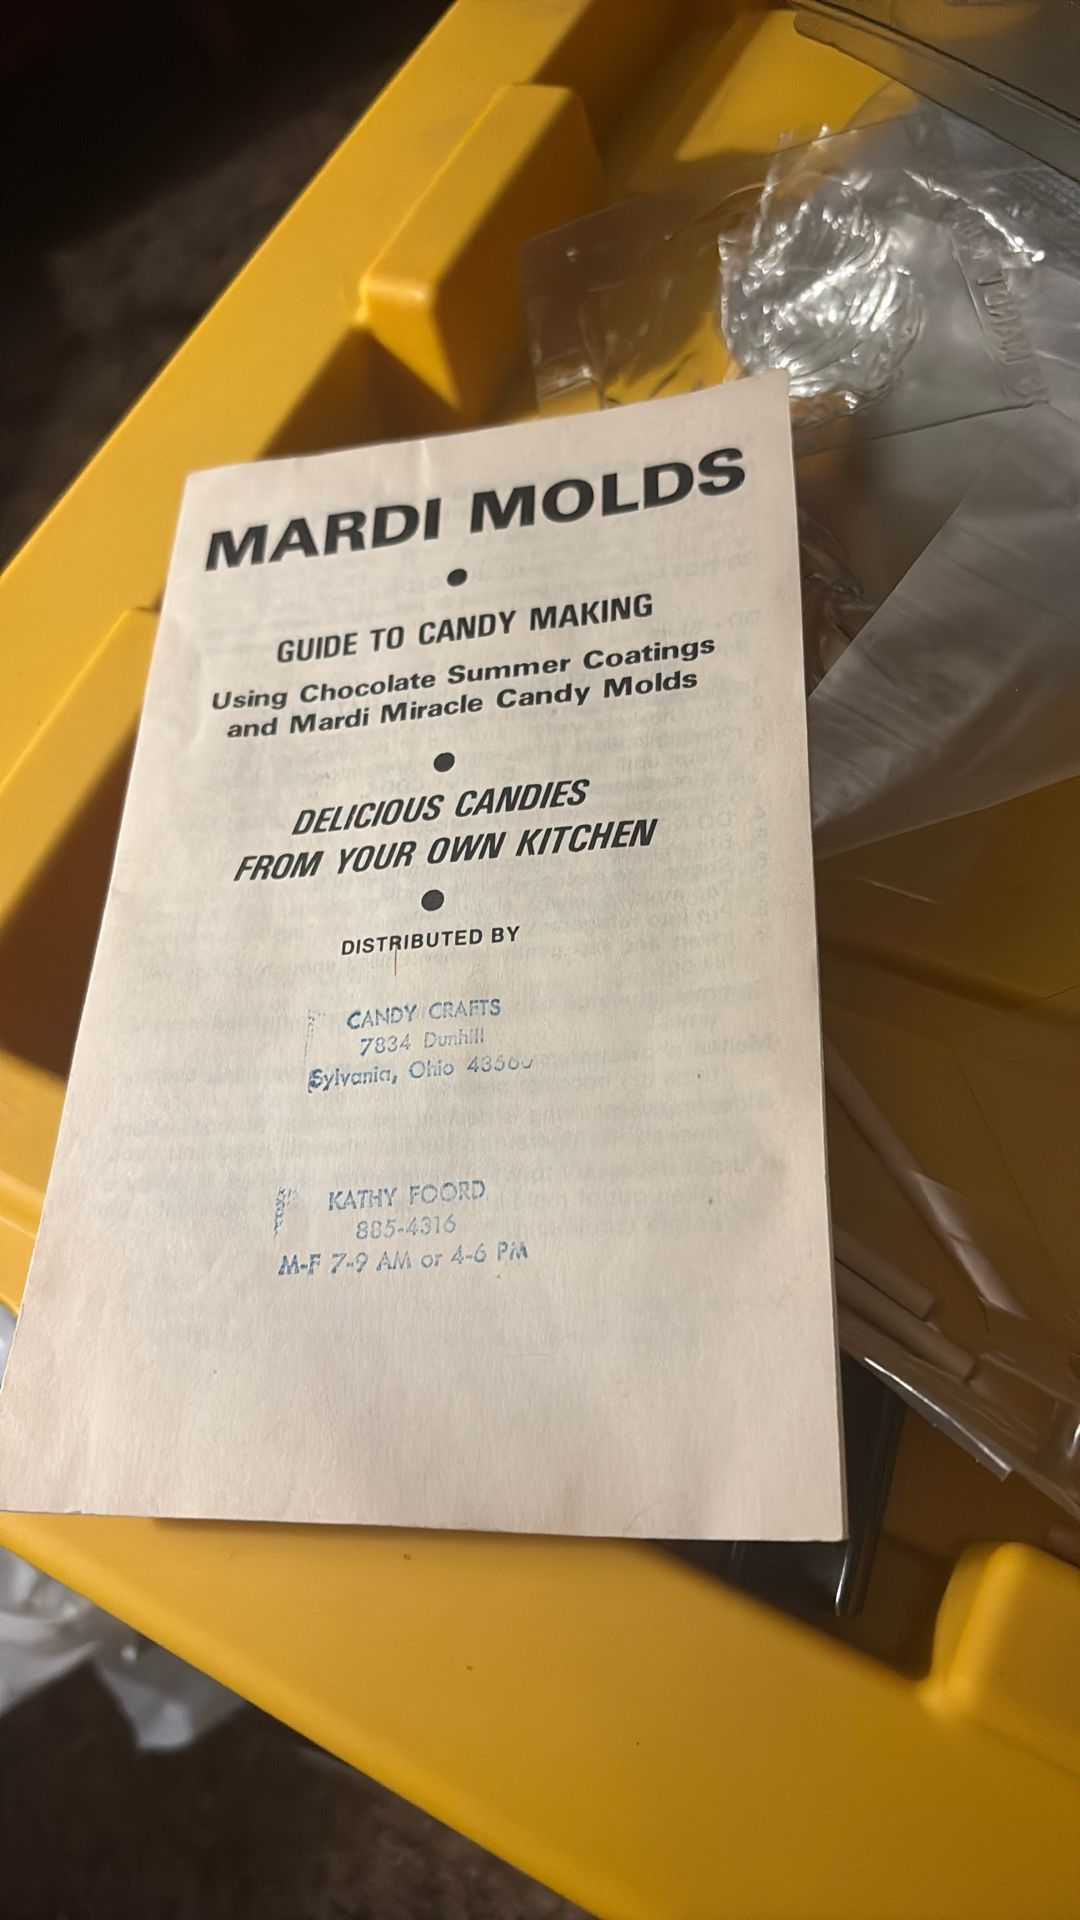 MARDI MOLDS
GUIDE TO CANDY MAKING
Using Chocolate Summer Coatings
and Mardi Miracle Candy Molds
DELICIOUS CANDIES
FROM YOUR OWN KITCHEN
DISTRIBUTED BY
CANDY CRAFTS
7834 Dunhill
Sylvania, Ohio 43560
KATHY FOORD
885-4316
M-F 7-9 AM or 4-6 PM